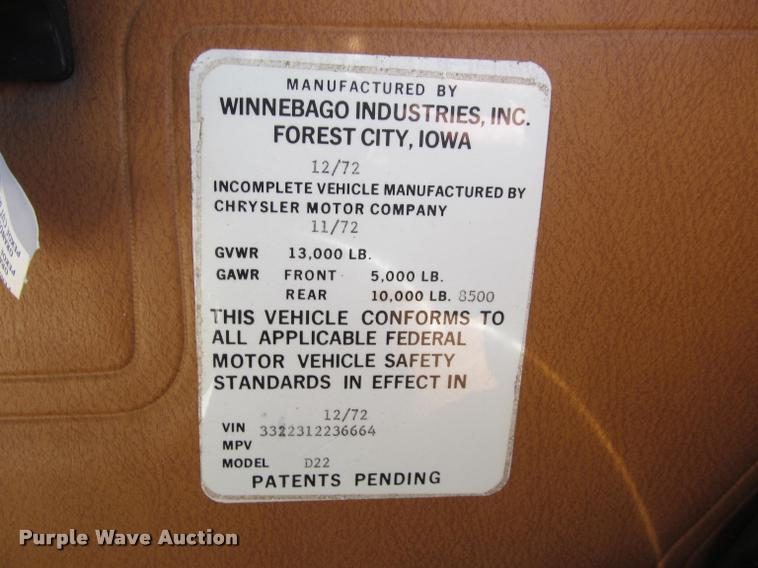 MANUFACTURED BY
WINNEBAGO INDUSTRIES, INC.
FOREST CITY, IOWA
12/72
INCOMPLETE VEHICLE MANUFACTURED BY
CHRYSLER MOTOR COMPANY
11/72
GVWR 13,000 LB.
GAWR FRONT 5,000 LB.
REAR 10,000 LB. 8500
THIS VEHICLE CONFORMS TO
ALL APPLICABLE FEDERAL
MOTOR VEHICLE SAFETY
STANDARDS IN EFFECT IN
12/72
VIN 3322312236664
MPV
MODEL D22
PATENTS PENDING
Purple Wave Auction